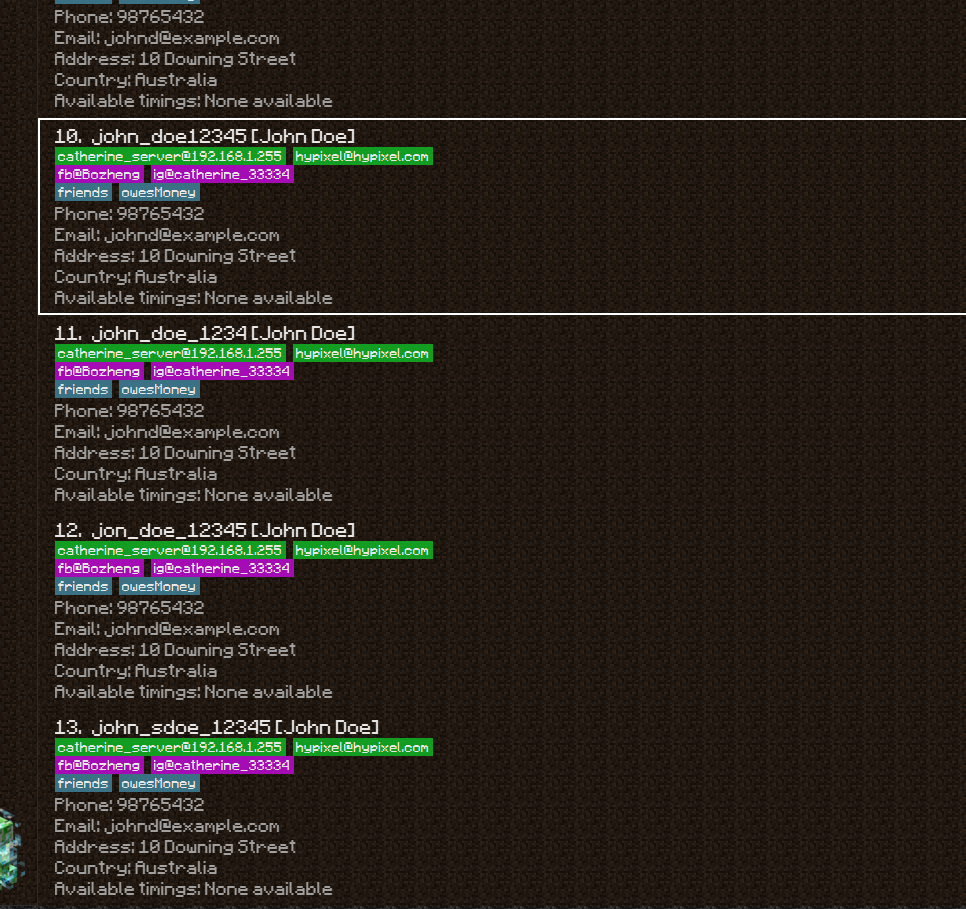 Phone: 98765432
Email: johnd@example.com
Address: 10 Downing Street
Country: Australia
Available timings: None available
10. john_doe12345 [John Doe]
catherine_server@192.168.1.255 hypixel@hypixel.com
fb@Bozheng ig@catherine_33334
friends owesMoney
Phone: 98765432
Email: johnd@example.com
Address: 10 Downing Street
Country: Australia
Available timings: None available
11. john_doe_1234 [John Doe]
catherine_server@192.168.1.255 hypixel@hypixel.com
fb@Bozheng ig@catherine_33334
friends owesMoney
Phone: 98765432
Email: johnd@example.com
Address: 10 Downing Street
Country: Australia
Available timings: None available
12. jon_doe_12345 [John Doe]
catherine_server@192.168.1.255 hypixel@hypixel.com
fb@Bozheng ig@catherine_33334
friends owesMoney
Phone: 98765432
Email: johnd@example.com
Address: 10 Downing Street
Country: Australia
Available timings: None available
13. john_sdoe_12345 [John Doe]
catherine_server@192.168.1.255 hypixel@hypixel.com
fb@Bozheng ig@catherine_33334
friends owesMoney
Phone: 98765432
Email: johnd@example.com
Address: 10 Downing Street
Country: Australia
Available timings: None available